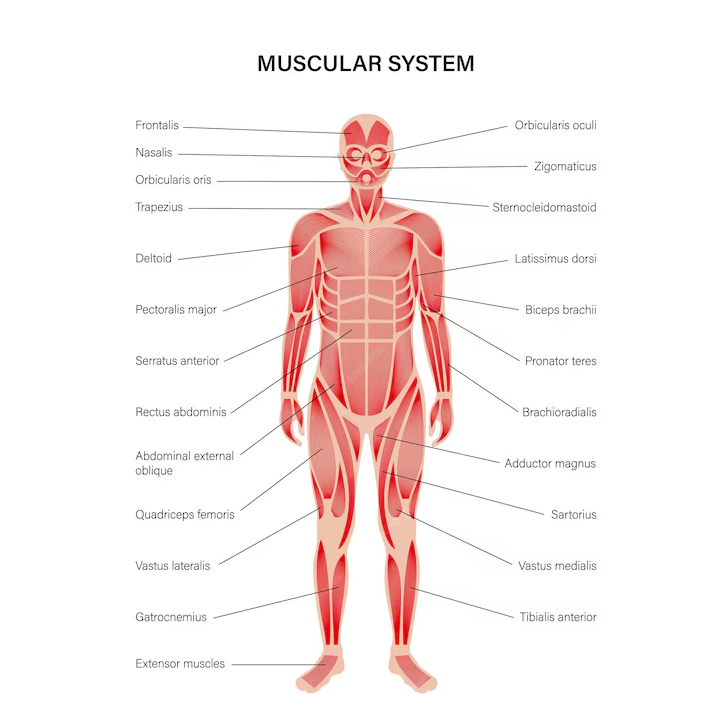 MUSCULAR SYSTEM
Frontalis
Nasalis
Orbicularis oris
Trapezius
Deltoid
Pectoralis major
Serratus anterior
Rectus abdominis
Abdominal external
oblique
Quadriceps femoris
Vastus lateralis
Gatrocnemius
Extensor muscles
Orbicularis oculi
Zigomaticus
Sternocleidomastoid
Latissimus dorsi
Biceps brachii
Pronator teres
Brachioradialis
Adductor magnus
Sartorius
Vastus medialis
Tibialis anterior